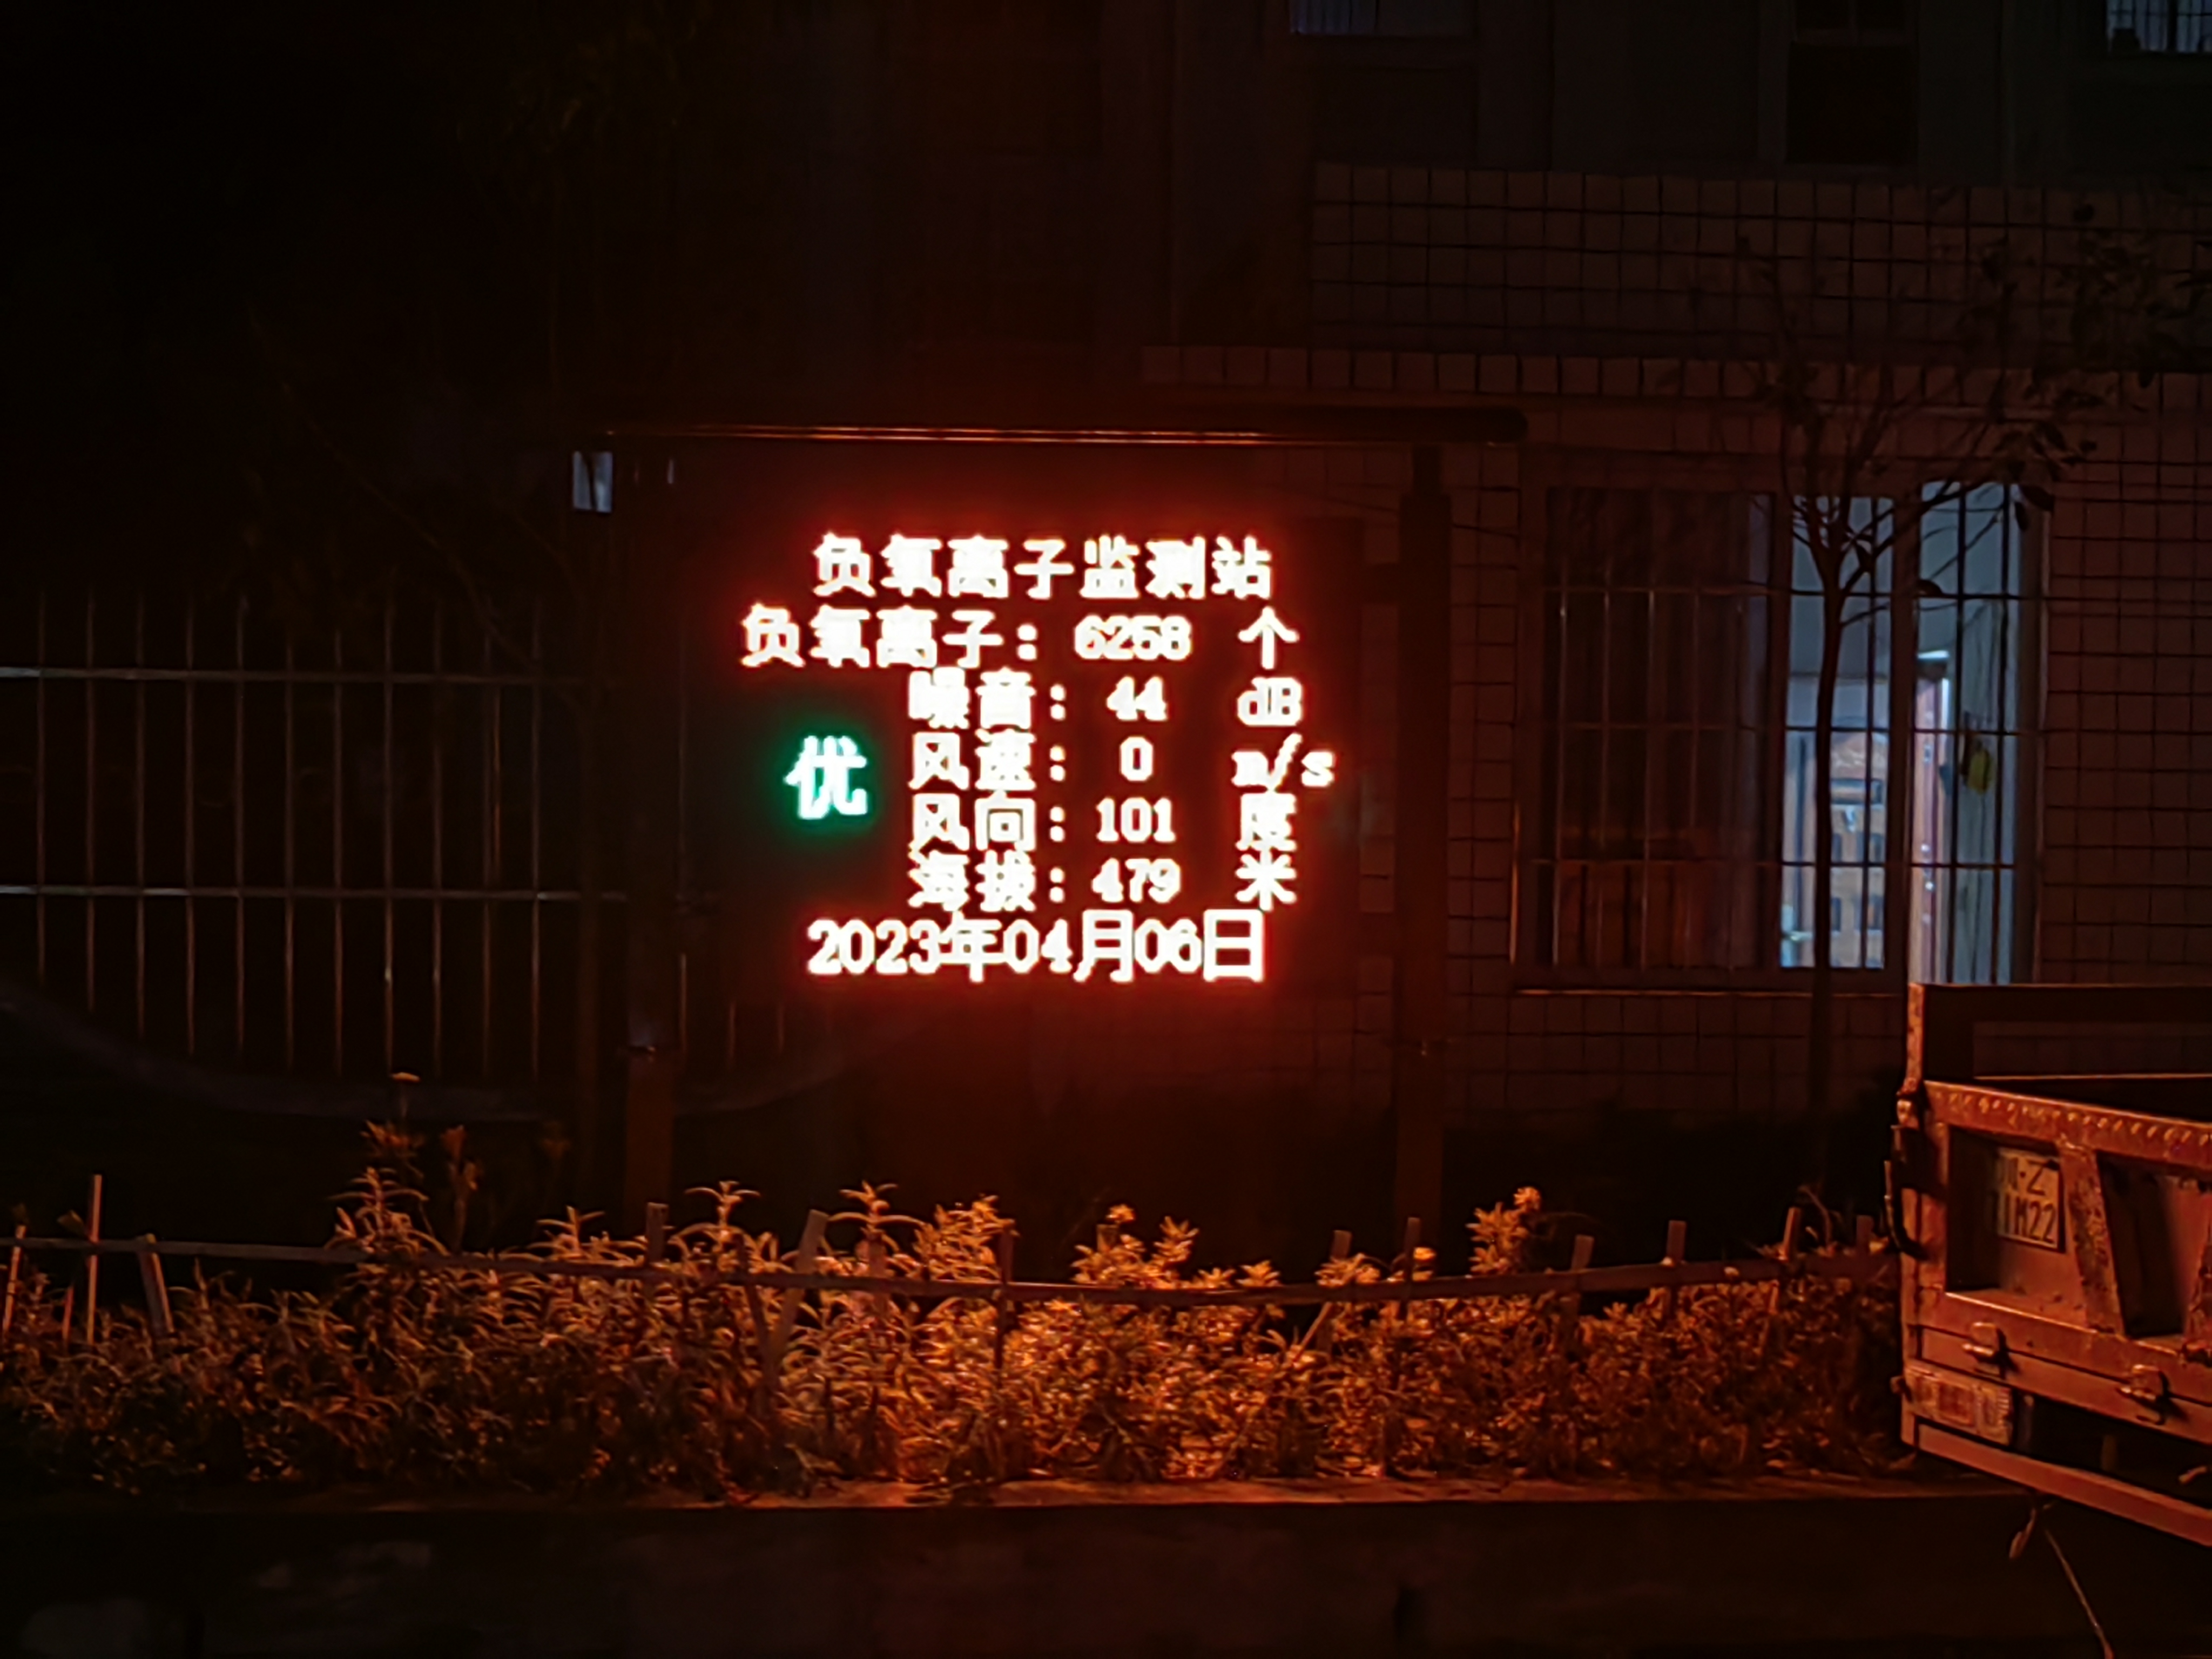 负氧离子监测站
负氧离子: 6258 个
噪音: 44 dB
优
风速: 0 m/s
风向: 101 度
海拔: 479 米
2023年04月06日